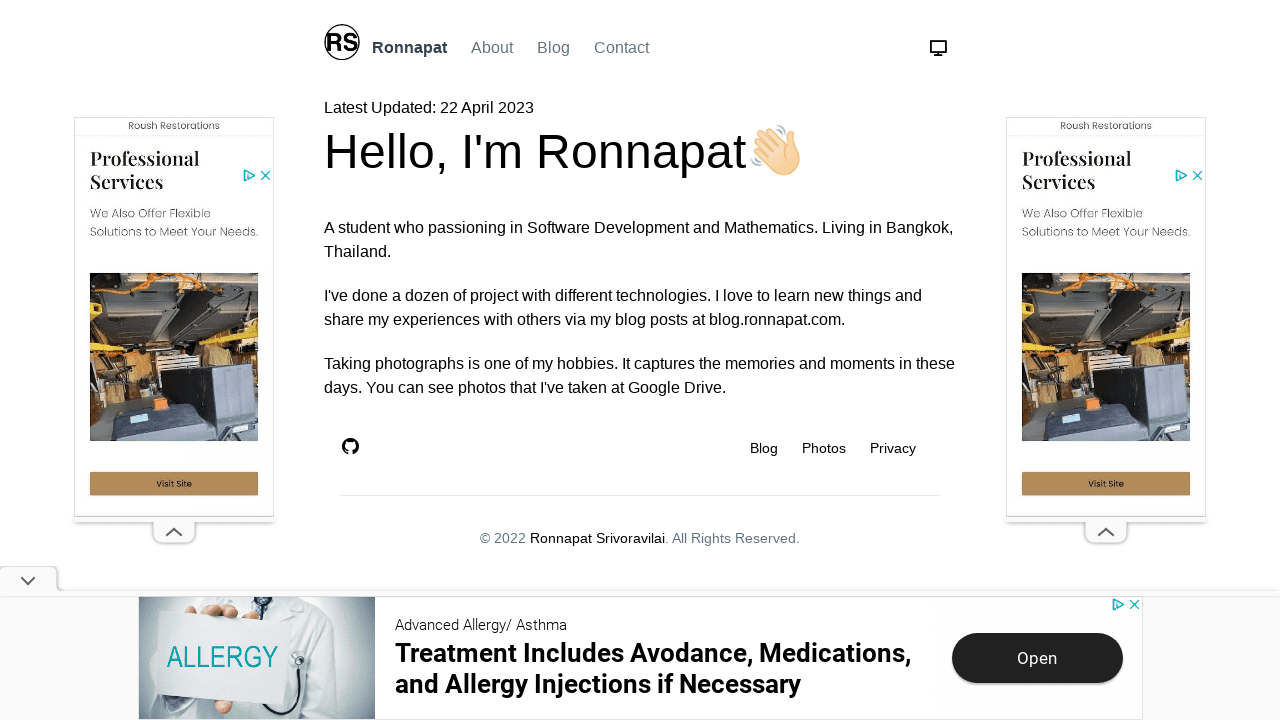 RS
Ronnapat
About
Blog
Contact
Latest Updated: 22 April 2023
Hello, I'm Ronnapat👋🏼
A student who passioning in Software Development and Mathematics. Living in Bangkok,
Thailand.
I've done a dozen of project with different technologies. I love to learn new things and
share my experiences with others via my blog posts at blog.ronnapat.com.
Taking photographs is one of my hobbies. It captures the memories and moments in these
days. You can see photos that I've taken at Google Drive.
Blog
Photos
Privacy
© 2022 Ronnapat Srivoravilai. All Rights Reserved.
Roush Restorations
Professional
Services
We Also Offer Flexible
Solutions to Meet Your Needs.
Visit Site
Roush Restorations
Professional
Services
We Also Offer Flexible
Solutions to Meet Your Needs.
Visit Site
ALLERGY
Advanced Allergy/ Asthma
Treatment Includes Avodance, Medications,
and Allergy Injections if Necessary
Open